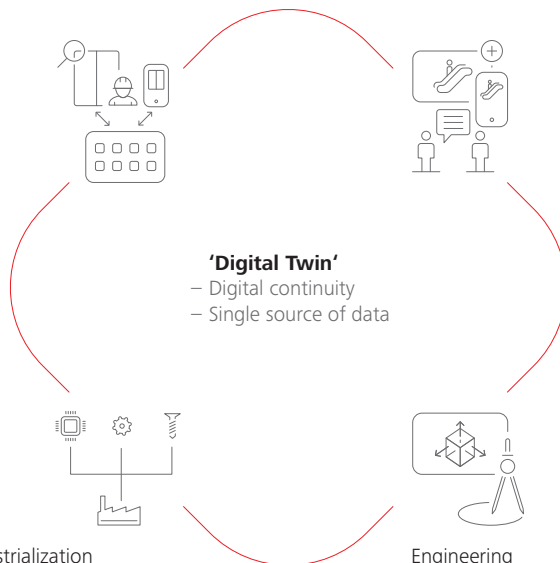 ‘Digital Twin‘
– Digital continuity
– Single source of data
strialization
Engineering